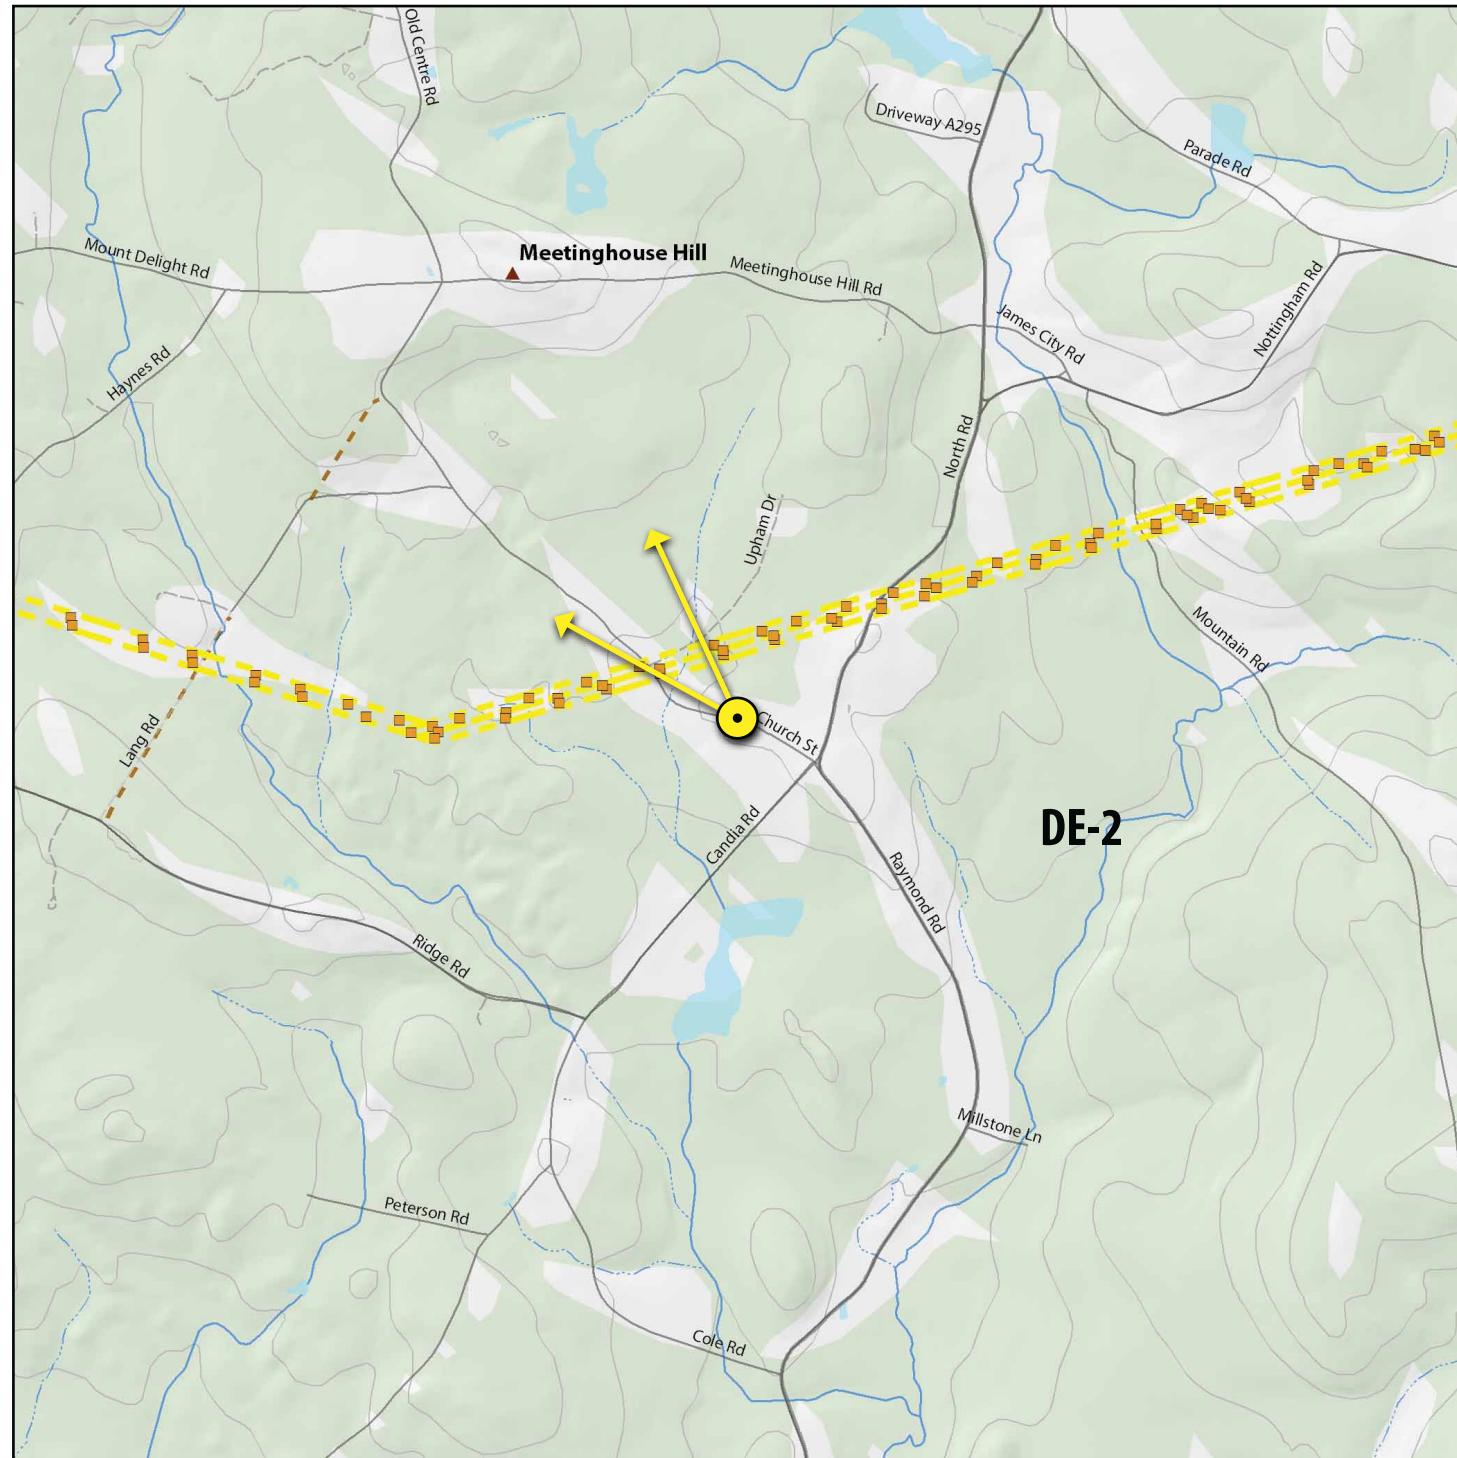 Old Centre Rd
Driveway A295
Parade Rd
Mount Delight Rd
Meetinghouse Hill
Meetinghouse Hill Rd
James City Rd
Nottingham Rd
Haynes Rd
North Rd
Upham Dr
Mountain Rd
Lang Rd
Church St
Candia Rd
DE-2
Raymond Rd
Ridge Rd
Millstone Ln
Peterson Rd
Cole Rd